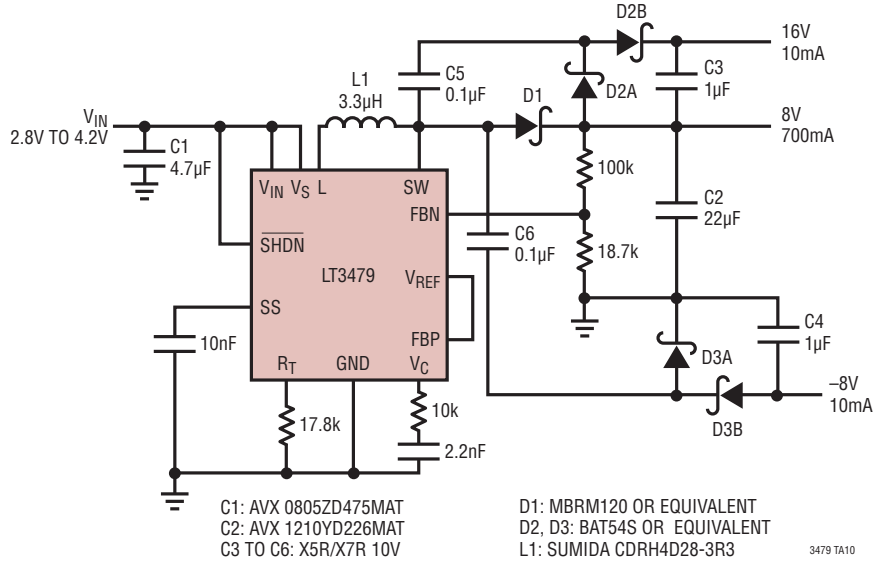 D2B
16V
10mA
C5
0.1µF
C3
1µF
L1
3.3µH
D1
D2A
VIN
2.8V TO 4.2V
8V
700mA
C1
4.7µF
100k
VIN VS L SW
FBN
C2
22µF
C6
0.1µF
18.7k
SHDN
LT3479
VREF
SS
FBP
C4
1µF
10nF
D3A
RT GND VC
–8V
10mA
10k
17.8k
D3B
2.2nF
C1: AVX 0805ZD475MAT
C2: AVX 1210YD226MAT
C3 TO C6: X5R/X7R 10V
D1: MBRM120 OR EQUIVALENT
D2, D3: BAT54S OR EQUIVALENT
L1: SUMIDA CDRH4D28-3R3
3479 TA10